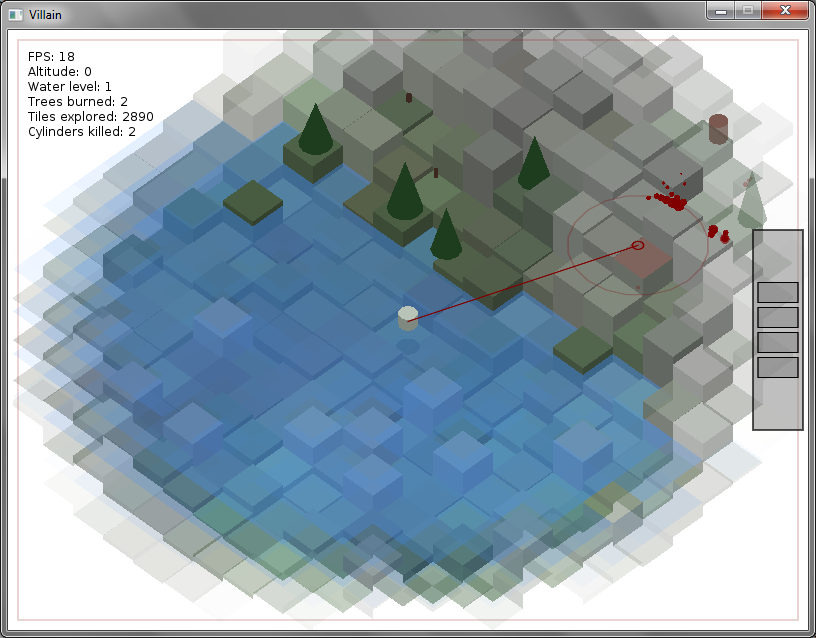 Villain
FPS: 18
Altitude: 0
Water level: 1
Trees burned: 2
Tiles explored: 2890
Cylinders killed: 2